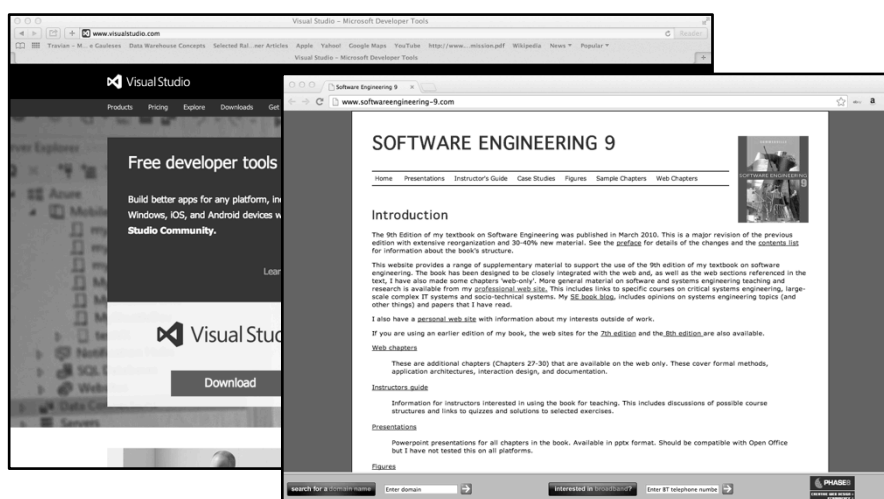 Visual Studio – Microsoft Developer Tools
www.visualstudio.com
Reader
Travian – M...x Gauleses Data Warehouse Concepts Selected Ral...ner Articles Apple Yahoo! Google Maps YouTube http://www....mission.pdf Wikipedia News Popular
Visual Studio – Microsoft Developer Tools
Visual Studio
Products Pricing Explore Downloads Get
Free developer tools
Build better apps for any platform, in
Windows, iOS, and Android devices w
Studio Community.
Lear
Visual Stud
Download
Azure
SQL
Servers
Software Engineering 9
www.softwareengineering-9.com
SOFTWARE ENGINEERING 9
Home Presentations Instructor's Guide Case Studies Figures Sample Chapters Web Chapters
SOFTWARE ENGINEERING
9
Introduction
The 9th Edition of my textbook on Software Engineering was published in March 2010. This is a major revision of the previous
edition with extensive reorganization and 30-40% new material. See the preface for details of the changes and the contents list
for information about the book's structure.
This website provides a range of supplementary material to support the use of the 9th edition of my textbook on software
engineering. The book has been designed to be closely integrated with the web and, as well as the web sections referenced in the
text, I have also made some chapters 'web-only'. More general material on software and systems engineering teaching and
research is available from my professional web site. This includes links to specific courses on critical systems engineering, large-
scale complex IT systems and socio-technical systems. My SE book blog, includes opinions on systems engineering topics (and
other things) and papers that I have read.
I also have a personal web site with information about my interests outside of work.
If you are using an earlier edition of my book, the web sites for the 7th edition and the 8th edition are also available.
Web chapters
These are additional chapters (Chapters 27-30) that are available on the web only. These cover formal methods,
application architectures, interaction design, and documentation.
Instructors guide
Information for instructors interested in using the book for teaching. This includes discussions of possible course
structures and links to quizzes and solutions to selected exercises.
Presentations
Powerpoint presentations for all chapters in the book. Available in pptx format. Should be compatible with Open Office
but I have not tested this on all platforms.
Figures
search for a domain name Enter domain interested in broadband? Enter BT telephone numbe PHASE8